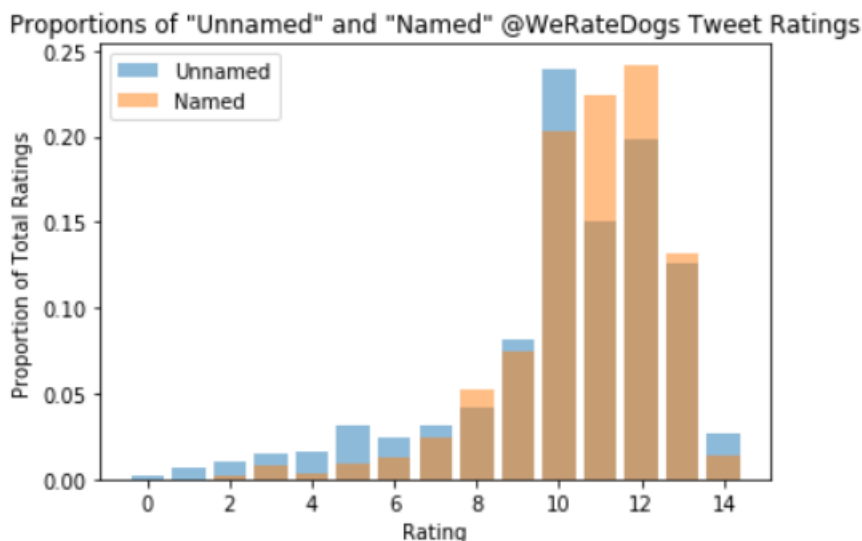 Proportions of "Unnamed" and "Named" @WeRateDogs Tweet Ratings
Unnamed
Named
Proportion of Total Ratings
0.25
0.20
0.15
0.10
0.05
0.00
0 2 4 6 8 10 12 14
Rating